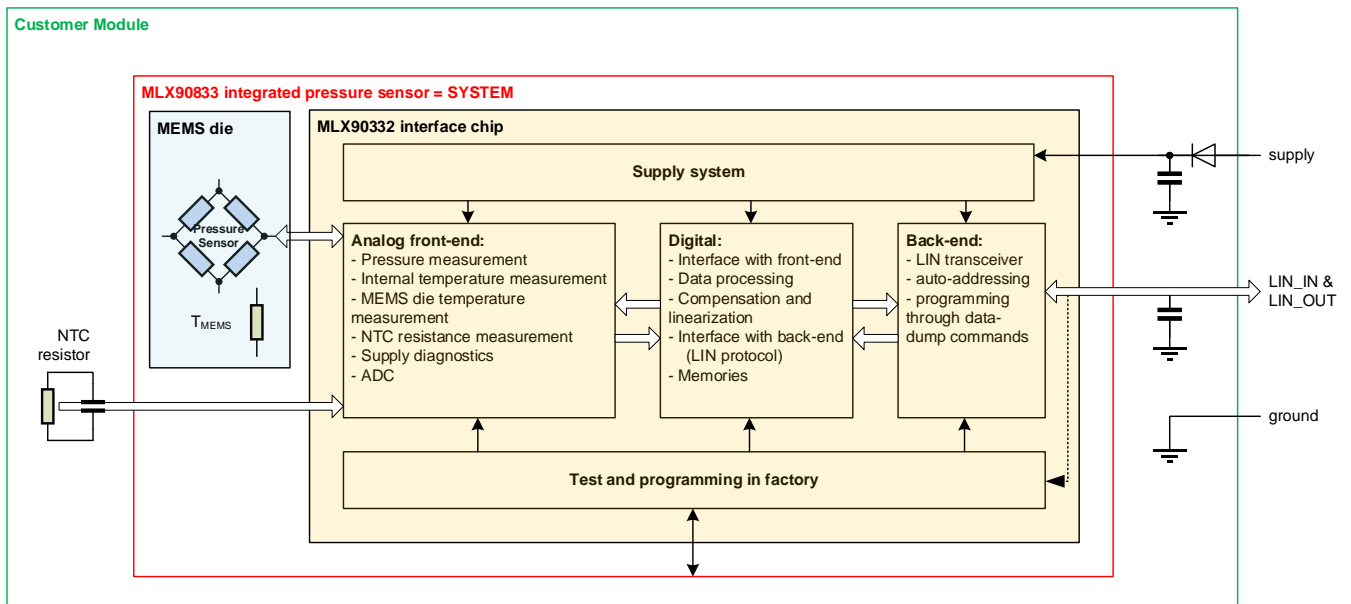 Customer Module
MLX90833 integrated pressure sensor = SYSTEM
MEMS die
Pressure
Sensor
TMEMS
NTC
resistor
MLX90332 interface chip
Supply system
Analog front-end:
- Pressure measurement
- Internal temperature measurement
- MEMS die temperature
measurement
- NTC resistance measurement
- Supply diagnostics
- ADC
Digital:
- Interface with front-end
- Data processing
- Compensation and
linearization
- Interface with back-end
(LIN protocol)
- Memories
Back-end:
- LIN transceiver
- auto-addressing
- programming
through data-
dump commands
Test and programming in factory
supply
LIN_IN &
LIN_OUT
ground